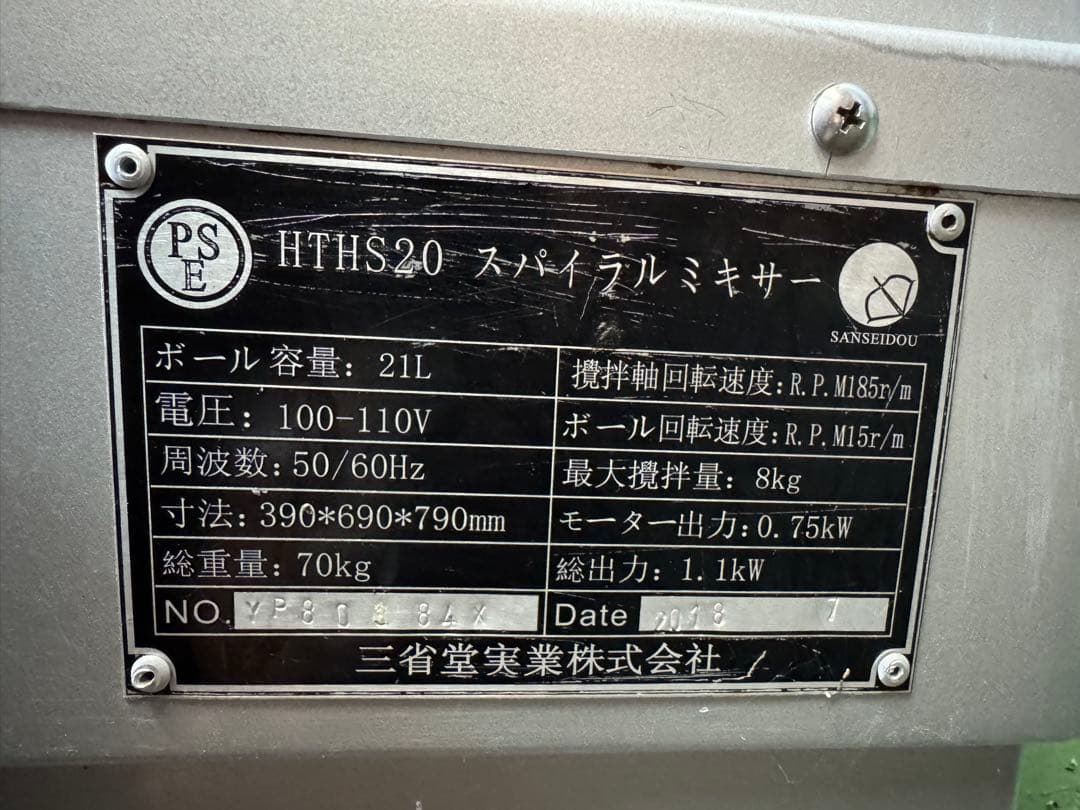 PSE
HTHS20 スパイラルミキサー
SANSEIDOU
ボール容量: 21L
攪拌軸回転速度: R.P.M185r/m
電圧: 100-110V
ボール回転速度: R.P.M15r/m
周波数: 50/60Hz
最大攪拌量: 8kg
寸法: 390*690*790mm
モーター出力: 0.75kW
総重量: 70kg
総出力: 1.1kW
NO.
Date 2018 7
三省堂実業株式会社